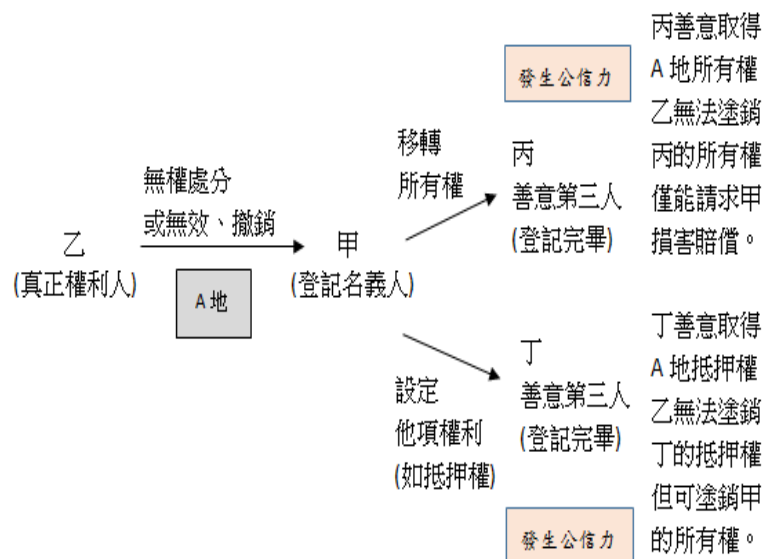 無權處分
或無效、撤銷
乙
(真正權利人)
A地
甲
(登記名義人)
移轉
所有權
發生公信力
丙
善意第三人
(登記完畢)
丙善意取得
A地所有權
乙無法塗銷
丙的所有權
僅能請求甲
損害賠償。
設定
他項權利
(如抵押權)
丁
善意第三人
(登記完畢)
發生公信力
丁善意取得
A地抵押權
乙無法塗銷
丁的抵押權
但可塗銷甲
的所有權。